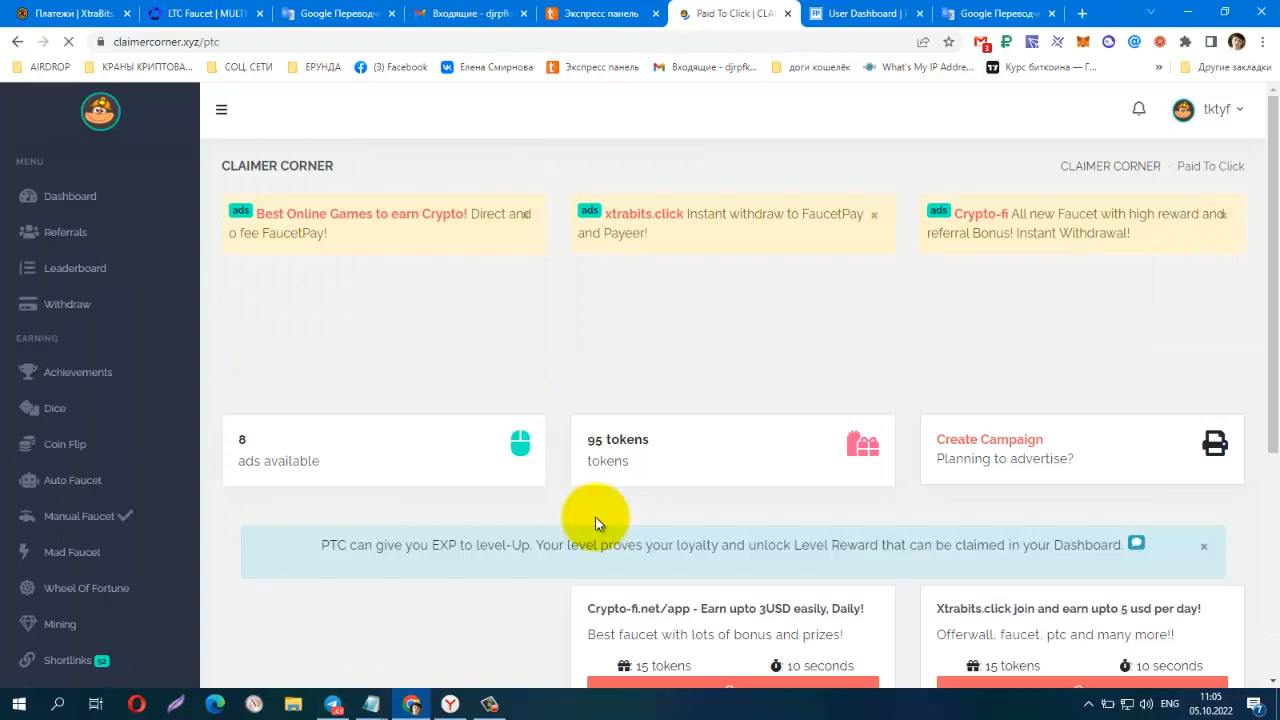 Платежи | XtraBits
LTC Faucet | MULTI
Google Переводч
Входящие - djrpfk
Экспресс панель
Paid To Click | CLAI
User Dashboard |
Google Переводч
claimercorner.xyz/ptc
3
AIRDROP
КРАНЫ КРИПТОВА...
СОЦ. СЕТИ
ЕРУНДА
(3) Facebook
Елена Смирнова
Экспресс панель
Входящие - djrpfk...
доги кошелёк
What's My IP Addre...
Курс биткоина — Г...
»
Другие закладки
tktyf
MENU
Dashboard
Referrals
Leaderboard
Withdraw
EARNING
Achievements
Dice
Coin Flip
Auto Faucet
Manual Faucet
Mad Faucet
Wheel Of Fortune
Mining
Shortlinks 52
CLAIMER CORNER
CLAIMER CORNER - Paid To Click
ads Best Online Games to earn Crypto! Direct and
0 fee FaucetPay!
ads xtrabits.click Instant withdraw to FaucetPay
and Payeer!
ads Crypto-fi All new Faucet with high reward and
referral Bonus! Instant Withdrawal!
8
ads available
95 tokens
tokens
Create Campaign
Planning to advertise?
PTC can give you EXP to level-Up. Your level proves your loyalty and unlock Level Reward that can be claimed in your Dashboard.
Crypto-fi.net/app - Earn upto 3USD easily, Daily!
Best faucet with lots of bonus and prizes!
15 tokens
10 seconds
Xtrabits.click join and earn upto 5 usd per day!
Offerwall, faucet, ptc and many more!!
15 tokens
10 seconds
ENG
11:05
05.10.2022